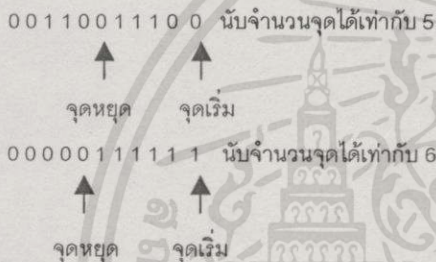 0 0 1 1 0 0 1 1 1 0 0 นับจำนวนจุดได้เท่ากับ 5
จุดหยุด จุดเริ่ม
0 0 0 0 0 1 1 1 1 1 1 นับจำนวนจุดได้เท่ากับ 6
จุดหยุด จุดเริ่ม